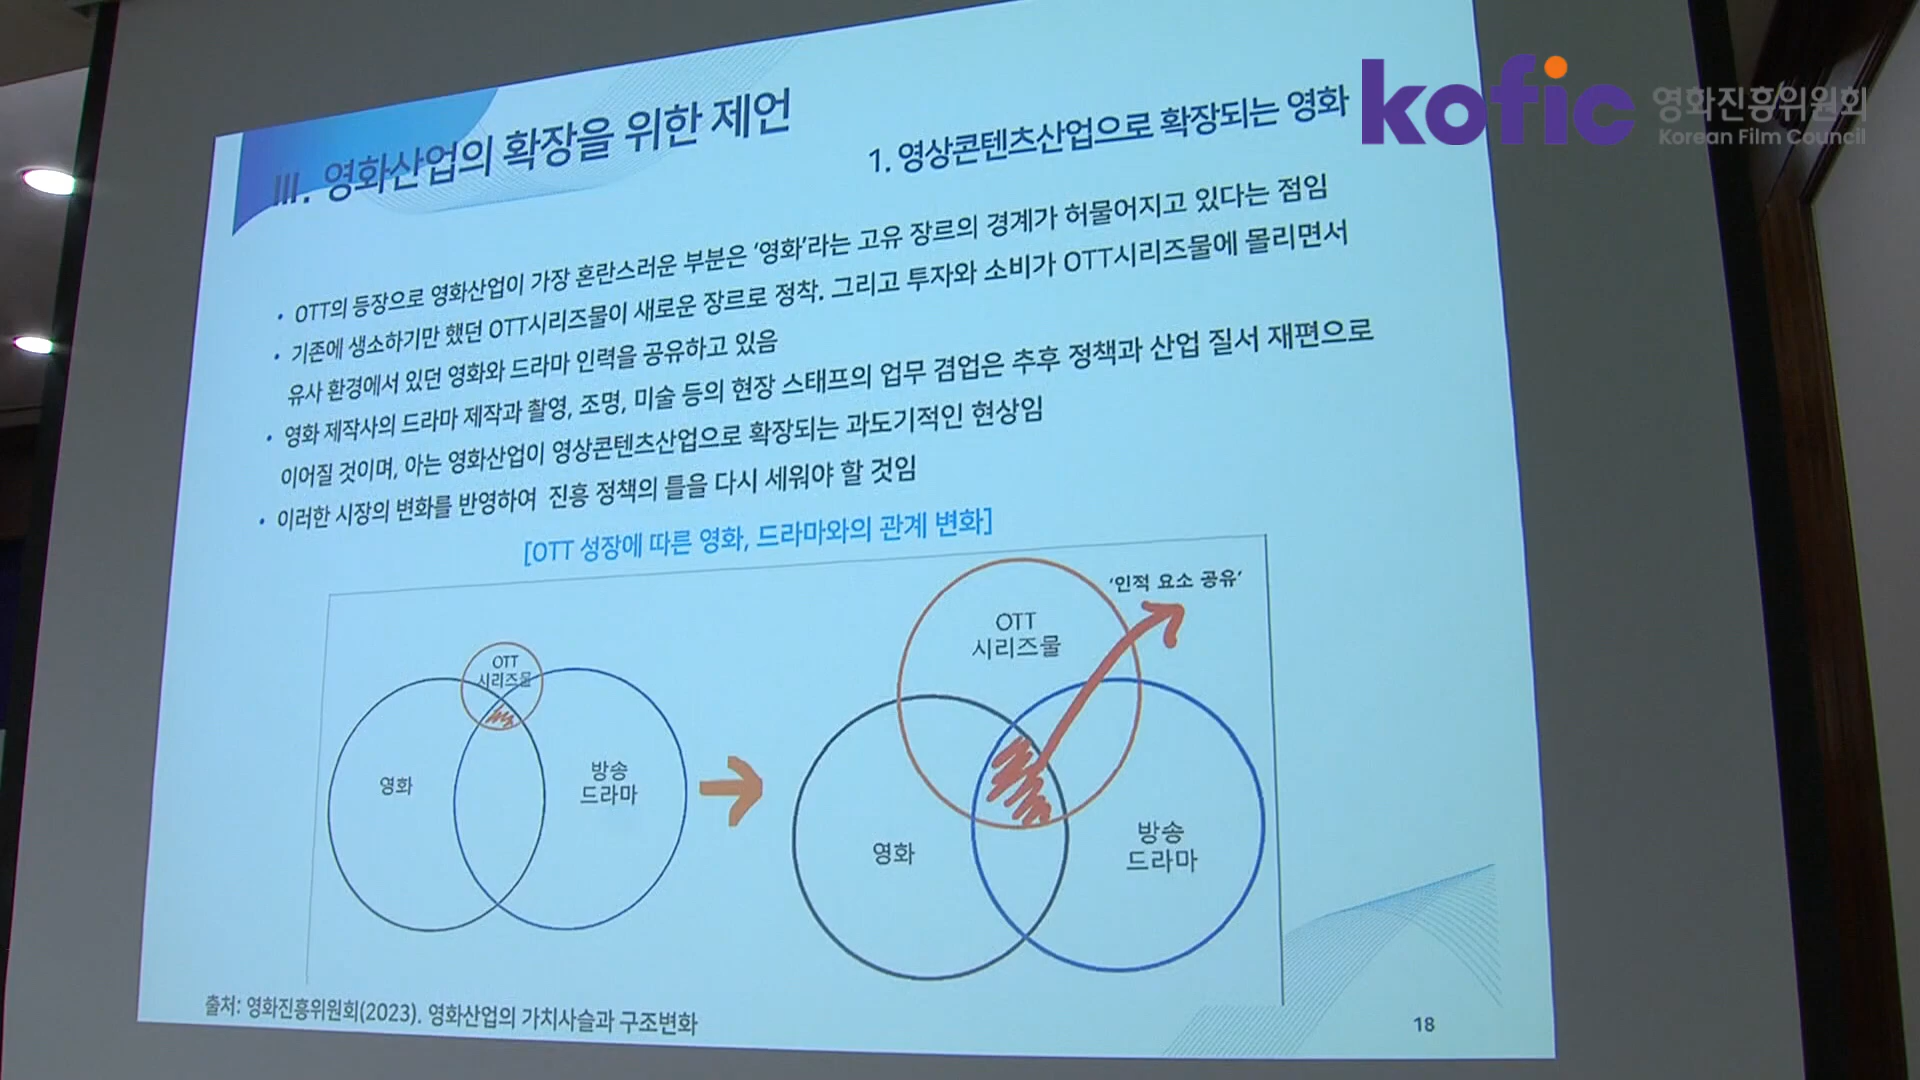 kofic 영화진흥위원회
Korean Film Council
III. 영화산업의 확장을 위한 제언
1. 영상콘텐츠산업으로 확장되는 영화
• OTT의 등장으로 영화산업이 가장 혼란스러운 부분은 '영화'라는 고유 장르의 경계가 허물어지고 있다는 점임
• 기존에 생소하기만 했던 OTT시리즈물이 새로운 장르로 정착. 그리고 투자와 소비가 OTT시리즈물에 몰리면서
유사 환경에서 있던 영화와 드라마 인력을 공유하고 있음
• 영화 제작사의 드라마 제작과 촬영, 조명, 미술 등의 현장 스태프의 업무 겸업은 추후 정책과 산업 질서 재편으로
이어질 것이며, 아는 영화산업이 영상콘텐츠산업으로 확장되는 과도기적인 현상임
• 이러한 시장의 변화를 반영하여 진흥 정책의 틀을 다시 세워야 할 것임
[OTT 성장에 따른 영화, 드라마와의 관계 변화]
OTT
시리즈물
영화
방송
드라마
'인적 요소 공유'
OTT
시리즈물
영화
방송
드라마
출처: 영화진흥위원회(2023). 영화산업의 가치사슬과 구조변화
18